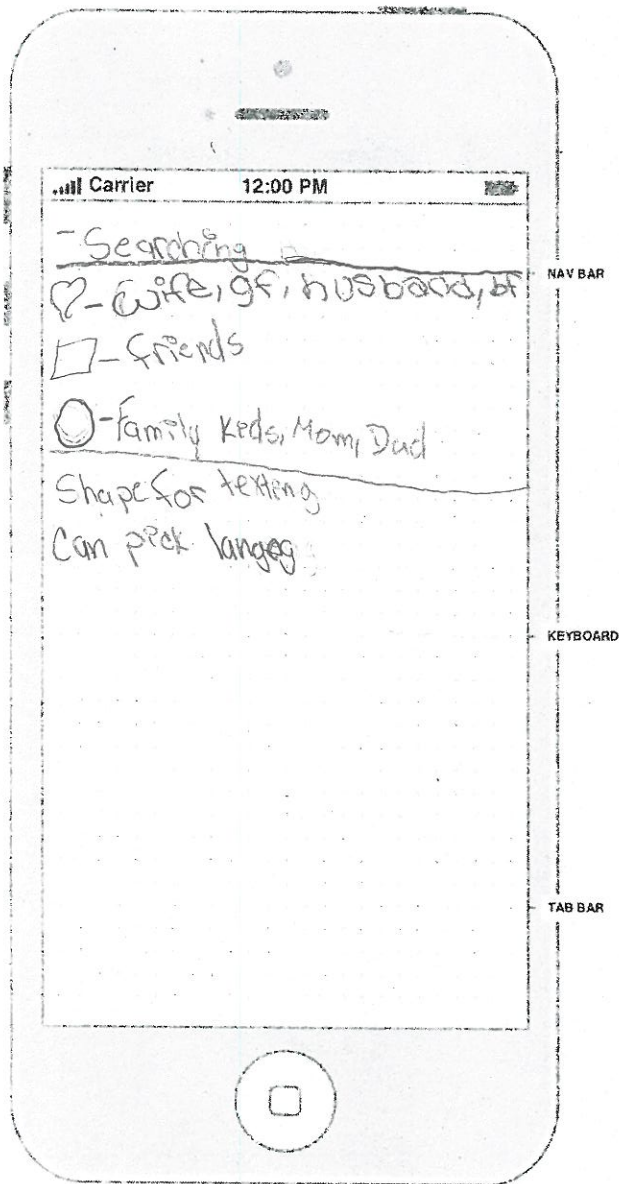 Carrier 12:00 PM
- Searching
NAV BAR
- wife, gf, husband, bf
- friends
- Family Keds, Mom, Dad
Shape for texting
Can pick langeg
KEYBOARD
TAB BAR